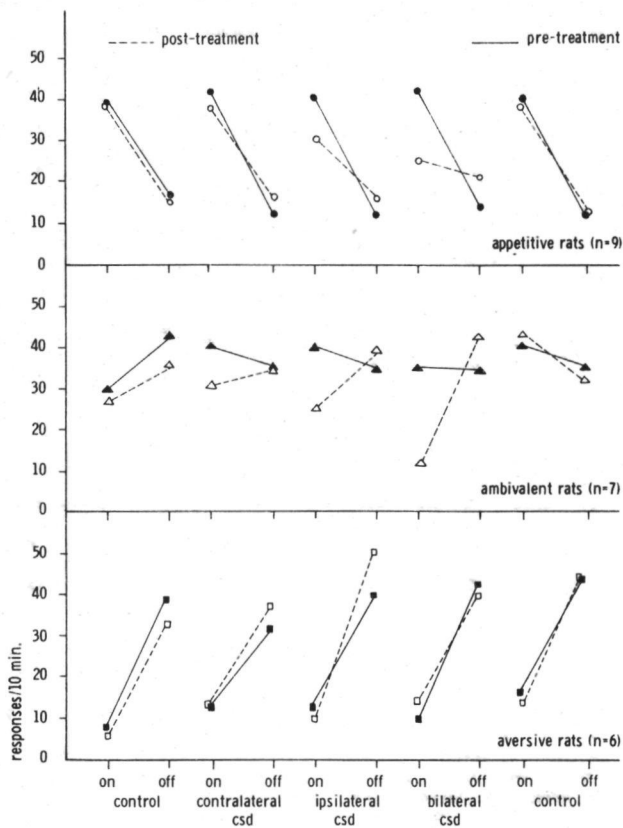 post-treatment
pre-treatment
50
40
30
20
10
0
appetitive rats (n=9)
50
40
30
20
10
0
ambivalent rats (n=7)
50
40
30
20
10
0
responses/10 min.
aversive rats (n=6)
on off on off on off on off on off
control contralateral csd ipsilateral csd bilateral csd control